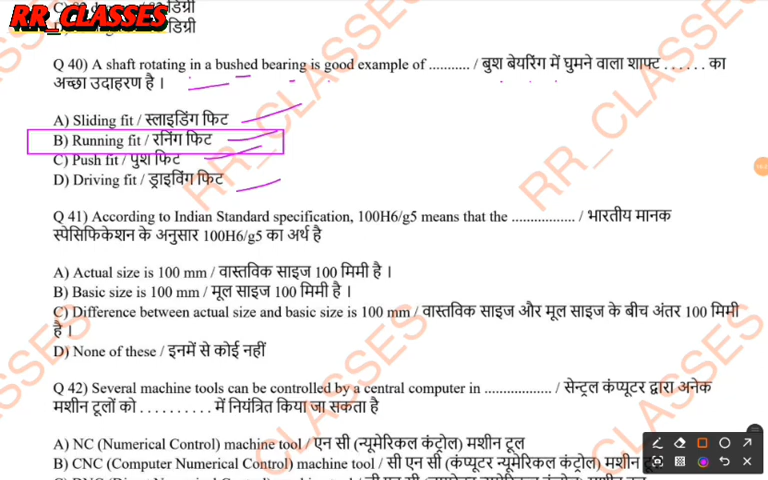 C) 
RR_CLASSES
Q 40) A shaft rotating in a bushed bearing is good example of ........... / बुश बेयरिंग में घुमने वाला शाफ्ट . . . . . . का
अच्छा उदाहरण है ।
A) Sliding fit / स्लाइडिंग फिट
B) Running fit / रनिंग फिट
C) Push fit / पुश फिट
D) Driving fit / ड्राइविंग फिट
Q 41) According to Indian Standard specification, 100H6/g5 means that the ................. / भारतीय मानक
स्पेसिफिकेशन के अनुसार 100H6/g5 का अर्थ है
A) Actual size is 100 mm / वास्तविक साइज 100 मिमी है ।
B) Basic size is 100 mm / मूल साइज 100 मिमी है ।
C) Difference between actual size and basic size is 100 mm / वास्तविक साइज और मूल साइज के बीच अंतर 100 मिमी
है ।
D) None of these / इनमें से कोई नहीं
Q 42) Several machine tools can be controlled by a central computer in .................. / सेन्ट्रल कंप्यूटर द्वारा अनेक
मशीन टूलों को . . . . . . . . . . में नियंत्रित किया जा सकता है
A) NC (Numerical Control) machine tool / एन सी (न्यूमेरिकल कंट्रोल) मशीन टूल
B) CNC (Computer Numerical Control) machine tool / सी एन सी (कंप्यूटर न्यूमेरिकल कंट्रोल) मशीन